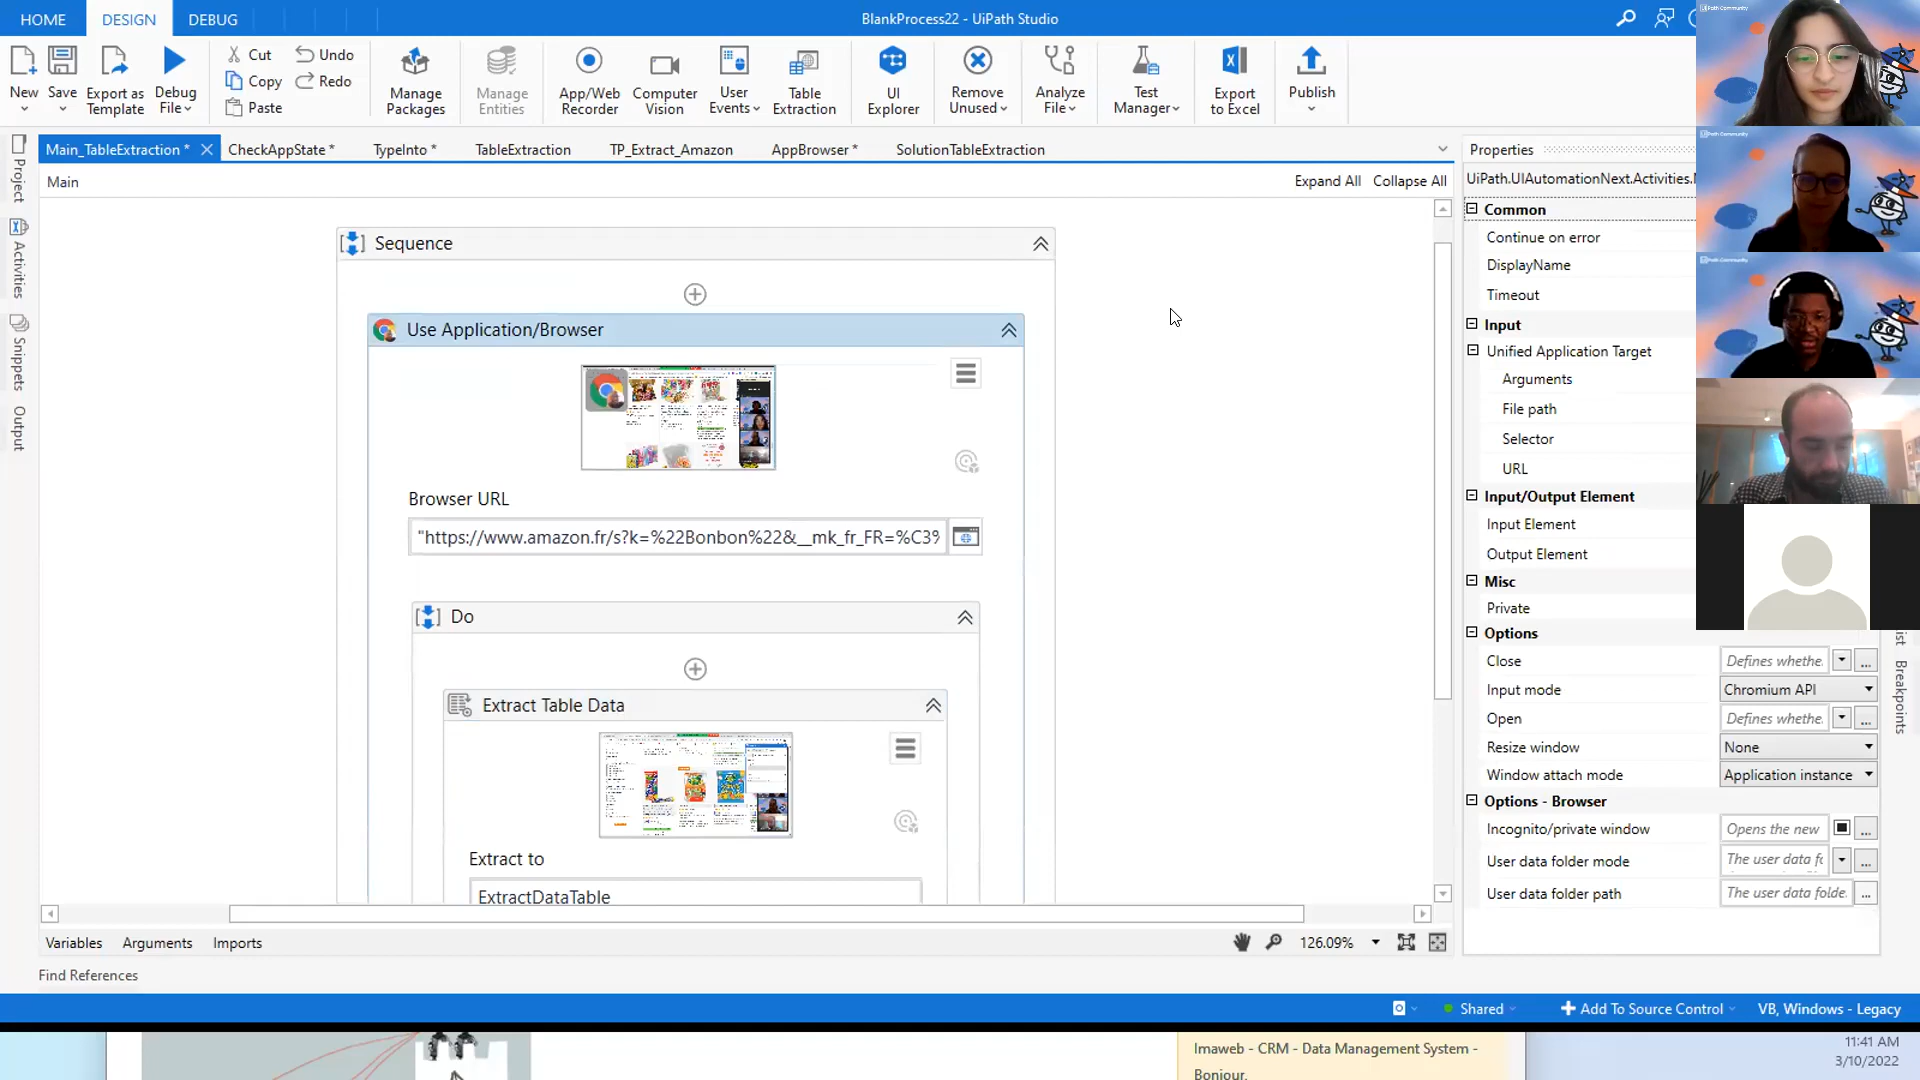 HOME DESIGN DEBUG
BlankProcess22 - UiPath Studio
New
Save
Export as Template
Debug File
Cut
Copy
Paste
Undo
Redo
Manage Packages
Manage Entities
App/Web Recorder
Computer Vision
User Events
Table Extraction
UI Explorer
Remove Unused
Analyze File
Test Manager
Export to Excel
Publish
Main_TableExtraction *
CheckAppState *
TypeInto *
TableExtraction
TP_Extract_Amazon
AppBrowser *
SolutionTableExtraction
Main
Expand All Collapse All
Project
Activities
Snippets
Output
Sequence
Use Application/Browser
Browser URL
"https://www.amazon.fr/s?k=%22Bonbon%22&__mk_fr_FR=%C3%
Do
Extract Table Data
Extract to
ExtractDataTable
Variables Arguments Imports
126.09%
Find References
Properties
UiPath.UIAutomationNext.Activities.
Common
Continue on error
DisplayName
Timeout
Input
Unified Application Target
Arguments
File path
Selector
URL
Input/Output Element
Input Element
Output Element
Misc
Private
Options
Close Defines whethe. ...
Input mode Chromium API
Open Defines whethe. ...
Resize window None
Window attach mode Application instance
Options - Browser
Incognito/private window Opens the new ...
User data folder mode The user data f ...
User data folder path The user data folde. ...
Breakpoints
Shared
Add To Source Control
VB, Windows - Legacy
Imaweb - CRM - Data Management System -
Bonjour,
11:41 AM
3/10/2022